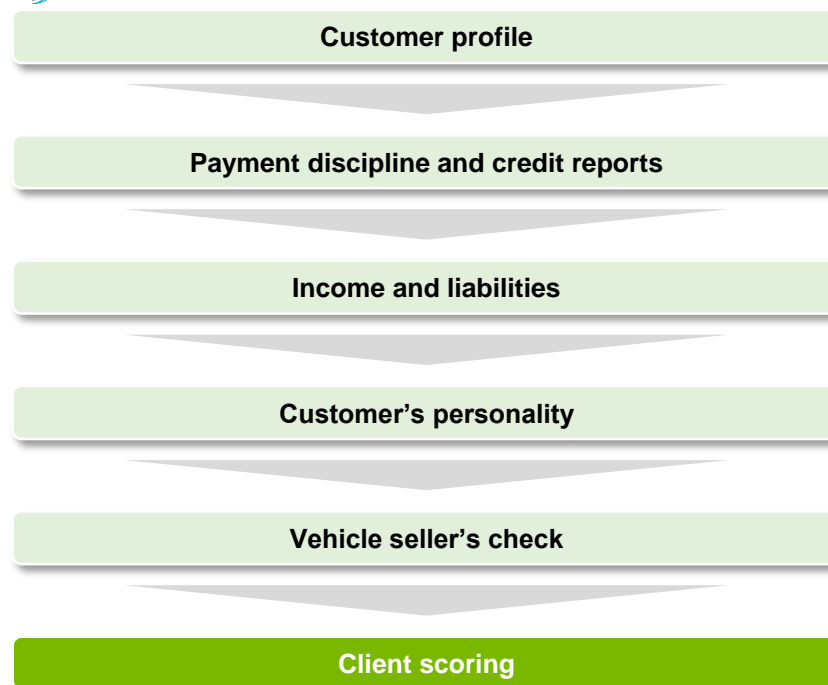 Customer profile
Payment discipline and credit reports
Income and liabilities
Customer’s personality
Vehicle seller’s check
Client scoring